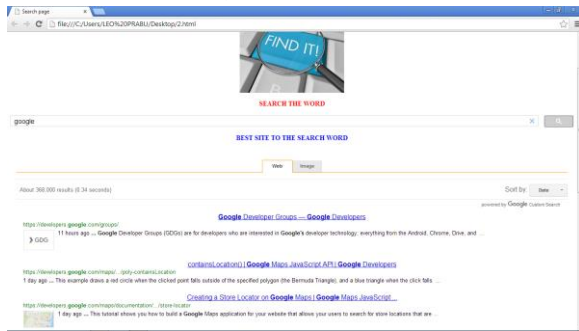 Search page
file:///C:/Users/LEO%20PRABU/Desktop/2.html
FIND IT!
SEARCH THE WORD
google
BEST SITE TO THE SEARCH WORD
Web Image
About 366,000 results (0.34 seconds) Sort by: Date
powered by Google Custom Search
Google Developer Groups — Google Developers
https://developers.google.com/groups/
11 hours ago ... Google Developer Groups (GDGs) are for developers who are interested in Google's developer technology; everything from the Android, Chrome, Drive, and ...
GDG
containsLocation() | Google Maps JavaScript API | Google Developers
https://developers.google.com/maps/.../poly-containsLocation
1 day ago ... This example draws a red circle when the clicked point falls outside of the specified polygon (the Bermuda Triangle), and a blue triangle when the click falls ...
Creating a Store Locator on Google Maps | Google Maps JavaScript ...
https://developers.google.com/maps/documentation/.../store-locator
1 day ago ... This tutorial shows you how to build a Google Maps application for your website that allow your users to search for store locations that are ...